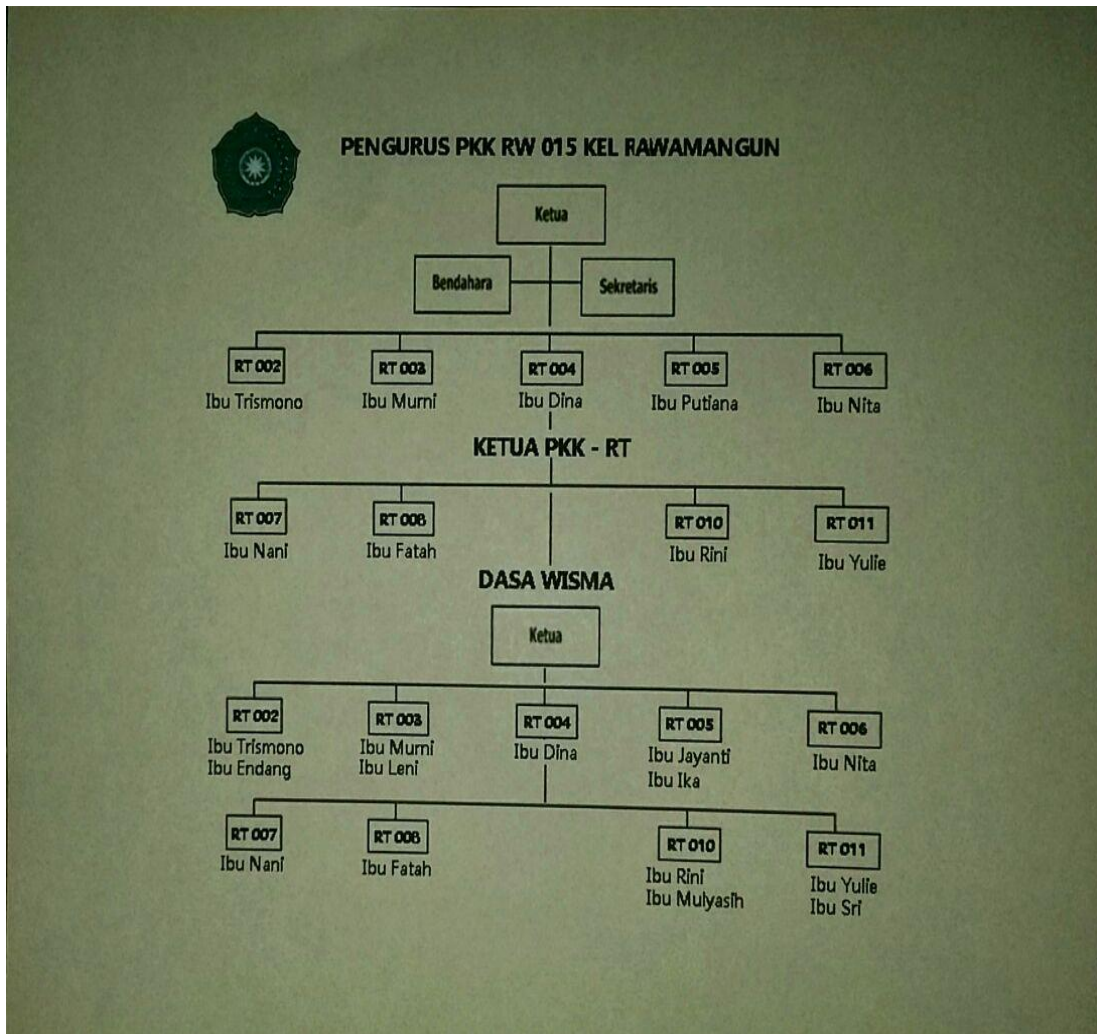 PENGURUS PKK RW 015 KEL RAWAMANGUN
Ketua
Bendahara
Sekretaris
RT 002
RT 003
RT 004
RT 005
RT 006
Ibu Trismono
Ibu Murni
Ibu Dina
Ibu Putiana
Ibu Nita
KETUA PKK - RT
RT 007
RT 008
RT 010
RT 011
Ibu Nani
Ibu Fatah
Ibu Rini
Ibu Yulie
DASA WISMA
Ketua
RT 002
RT 003
RT 004
RT 005
RT 006
Ibu Trismono
Ibu Endang
Ibu Murni
Ibu Leni
Ibu Dina
Ibu Jayanti
Ibu Ika
Ibu Nita
RT 007
RT 008
RT 010
RT 011
Ibu Nani
Ibu Fatah
Ibu Rini
Ibu Mulyasih
Ibu Yulie
Ibu Sri